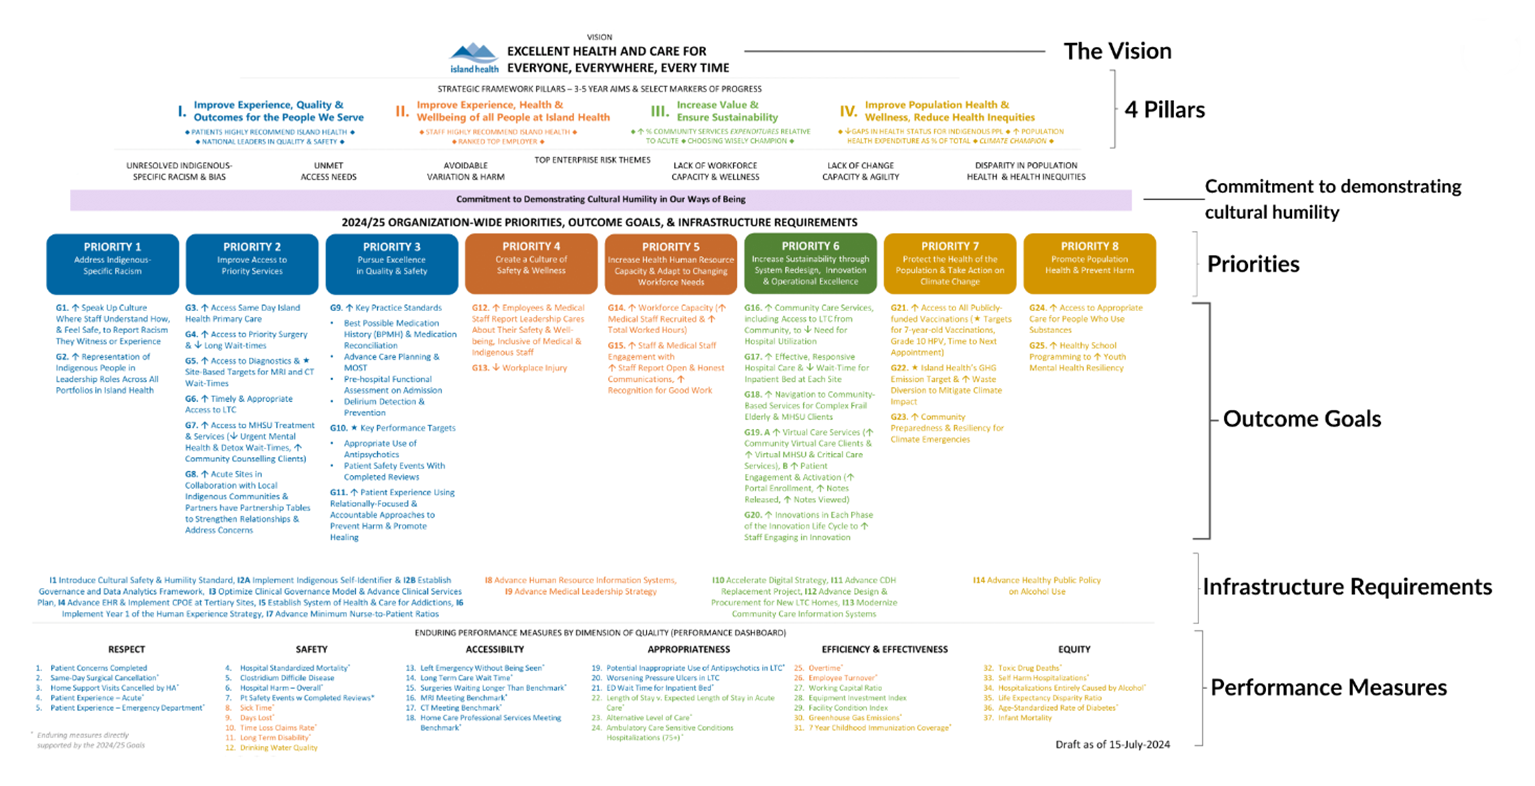 VISION
island health
EXCELLENT HEALTH AND CARE FOR
EVERYONE, EVERYWHERE, EVERY TIME
The Vision
STRATEGIC FRAMEWORK PILLARS – 3-5 YEAR AIMS & SELECT MARKERS OF PROGRESS
I. Improve Experience, Quality &
Outcomes for the People We Serve
◆ PATIENTS HIGHLY RECOMMEND ISLAND HEALTH ◆
◆ NATIONAL LEADERS IN QUALITY & SAFETY ◆
II. Improve Experience, Health &
Wellbeing of all People at Island Health
◆ STAFF HIGHLY RECOMMEND ISLAND HEALTH ◆
◆ RANKED TOP EMPLOYER ◆
III. Increase Value &
Ensure Sustainability
◆ ↑ % COMMUNITY SERVICES EXPENDITURES RELATIVE
TO ACUTE ◆ CHOOSING WISELY CHAMPION ◆
IV. Improve Population Health &
Wellness, Reduce Health Inequities
◆ ↓GAPS IN HEALTH STATUS FOR INDIGENOUS PPL ◆ ↑ POPULATION
HEALTH EXPENDITURE AS % OF TOTAL ◆ CLIMATE CHAMPION ◆
4 Pillars
TOP ENTERPRISE RISK THEMES
UNRESOLVED INDIGENOUS-
SPECIFIC RACISM & BIAS
UNMET
ACCESS NEEDS
AVOIDABLE
VARIATION & HARM
LACK OF WORKFORCE
CAPACITY & WELLNESS
LACK OF CHANGE
CAPACITY & AGILITY
DISPARITY IN POPULATION
HEALTH & HEALTH INEQUITIES
Commitment to Demonstrating Cultural Humility in Our Ways of Being
Commitment to demonstrating
cultural humility
2024/25 ORGANIZATION-WIDE PRIORITIES, OUTCOME GOALS, & INFRASTRUCTURE REQUIREMENTS
PRIORITY 1
Address Indigenous-
Specific Racism
PRIORITY 2
Improve Access to
Priority Services
PRIORITY 3
Pursue Excellence
in Quality & Safety
PRIORITY 4
Create a Culture of
Safety & Wellness
PRIORITY 5
Increase Health Human Resource
Capacity & Adapt to Changing
Workforce Needs
PRIORITY 6
Increase Sustainability through
System Redesign, Innovation
& Operational Excellence
PRIORITY 7
Protect the Health of the
Population & Take Action on
Climate Change
PRIORITY 8
Promote Population
Health & Prevent Harm
Priorities
G1. ↑ Speak Up Culture
Where Staff Understand How,
& Feel Safe, to Report Racism
They Witness or Experience
G2. ↑ Representation of
Indigenous People in
Leadership Roles Across All
Portfolios in Island Health
G3. ↑ Access Same Day Island
Health Primary Care
G4. ↑ Access to Priority Surgery
& ↓ Long Wait-times
G5. ↑ Access to Diagnostics & ★
Site-Based Targets for MRI and CT
Wait-Times
G6. ↑ Timely & Appropriate
Access to LTC
G7. ↑ Access to MHSU Treatment
& Services (↓ Urgent Mental
Health & Detox Wait-Times, ↑
Community Counselling Clients)
G8. ↑ Acute Sites in
Collaboration with Local
Indigenous Communities &
Partners have Partnership Tables
to Strengthen Relationships &
Address Concerns
G9. ↑ Key Practice Standards
• Best Possible Medication
History (BPMH) & Medication
Reconciliation
• Advance Care Planning &
MOST
• Pre-hospital Functional
Assessment on Admission
• Delirium Detection &
Prevention
G10. ★ Key Performance Targets
• Appropriate Use of
Antipsychotics
• Patient Safety Events With
Completed Reviews
G11. ↑ Patient Experience Using
Relationally-Focused &
Accountable Approaches to
Prevent Harm & Promote
Healing
G12. ↑ Employees & Medical
Staff Report Leadership Cares
About Their Safety & Well-
being, Inclusive of Medical &
Indigenous Staff
G13. ↓ Workplace Injury
G14. ↑ Workforce Capacity (↑
Medical Staff Recruited & ↑
Total Worked Hours)
G15. ↑ Staff & Medical Staff
Engagement with
↑ Staff Report Open & Honest
Communications, ↑
Recognition for Good Work
G16. ↑ Community Care Services,
including Access to LTC from
Community, to ↓ Need for
Hospital Utilization
G17. ↑ Effective, Responsive
Hospital Care & ↓ Wait-Time for
Inpatient Bed at Each Site
G18. ↑ Navigation to Community-
Based Services for Complex Frail
Elderly & MHSU Clients
G19. A ↑ Virtual Care Services (↑
Community Virtual Care Clients &
↑ Virtual MHSU & Critical Care
Services), B ↑ Patient
Engagement & Activation (↑
Portal Enrollment, ↑ Notes
Released, ↑ Notes Viewed)
G20. ↑ Innovations in Each Phase
of the Innovation Life Cycle to ↑
Staff Engaging in Innovation
G21. ↑ Access to All Publicly-
funded Vaccinations (★ Targets
for 7-year-old Vaccinations,
Grade 10 HPV, Time to Next
Appointment)
G22. ★ Island Health's GHG
Emission Target & ↑ Waste
Diversion to Mitigate Climate
Impact
G23. ↑ Community
Preparedness & Resiliency for
Climate Emergencies
G24. ↑ Access to Appropriate
Care for People Who Use
Substances
G25. ↑ Healthy School
Programming to ↑ Youth
Mental Health Resiliency
Outcome Goals
I1 Introduce Cultural Safety & Humility Standard, I2A Implement Indigenous Self-Identifier & I2B Establish
Governance and Data Analytics Framework, I3 Optimize Clinical Governance Model & Advance Clinical Services
Plan, I4 Advance EHR & Implement CPOE at Tertiary Sites, I5 Establish System of Health & Care for Addictions, I6
Implement Year 1 of the Human Experience Strategy, I7 Advance Minimum Nurse-to-Patient Ratios
I8 Advance Human Resource Information Systems,
I9 Advance Medical Leadership Strategy
I10 Accelerate Digital Strategy, I11 Advance CDH
Replacement Project, I12 Advance Design &
Procurement for New LTC Homes, I13 Modernize
Community Care Information Systems
I14 Advance Healthy Public Policy
on Alcohol Use
Infrastructure Requirements
ENDURING PERFORMANCE MEASURES BY DIMENSION OF QUALITY (PERFORMANCE DASHBOARD)
RESPECT
1. Patient Concerns Completed
2. Same-Day Surgical Cancellation*
3. Home Support Visits Cancelled by HA*
4. Patient Experience – Acute*
5. Patient Experience – Emergency Department*
* Enduring measures directly
supported by the 2024/25 Goals
SAFETY
4. Hospital Standardized Mortality*
5. Clostridium Difficile Disease
6. Hospital Harm – Overall*
7. Pt Safety Events w Completed Reviews*
8. Sick Time*
9. Days Lost*
10. Time Loss Claims Rate*
11. Long Term Disability*
12. Drinking Water Quality
ACCESSIBILTY
13. Left Emergency Without Being Seen*
14. Long Term Care Wait Time*
15. Surgeries Waiting Longer Than Benchmark*
16. MRI Meeting Benchmark*
17. CT Meeting Benchmark*
18. Home Care Professional Services Meeting
Benchmark*
APPROPRIATENESS
19. Potential Inappropriate Use of Antipsychotics in LTC*
20. Worsening Pressure Ulcers in LTC
21. ED Wait Time for Inpatient Bed*
22. Length of Stay v. Expected Length of Stay in Acute
Care*
23. Alternative Level of Care*
24. Ambulatory Care Sensitive Conditions
Hospitalizations (75+)*
EFFICIENCY & EFFECTIVENESS
25. Overtime*
26. Employee Turnover*
27. Working Capital Ratio
28. Equipment Investment Index
29. Facility Condition Index
30. Greenhouse Gas Emissions*
31. 7 Year Childhood Immunization Coverage*
EQUITY
32. Toxic Drug Deaths*
33. Self Harm Hospitalizations*
34. Hospitalizations Entirely Caused by Alcohol*
35. Life Expectancy Disparity Ratio
36. Age-Standardized Rate of Diabetes*
37. Infant Mortality
Performance Measures
Draft as of 15-July-2024